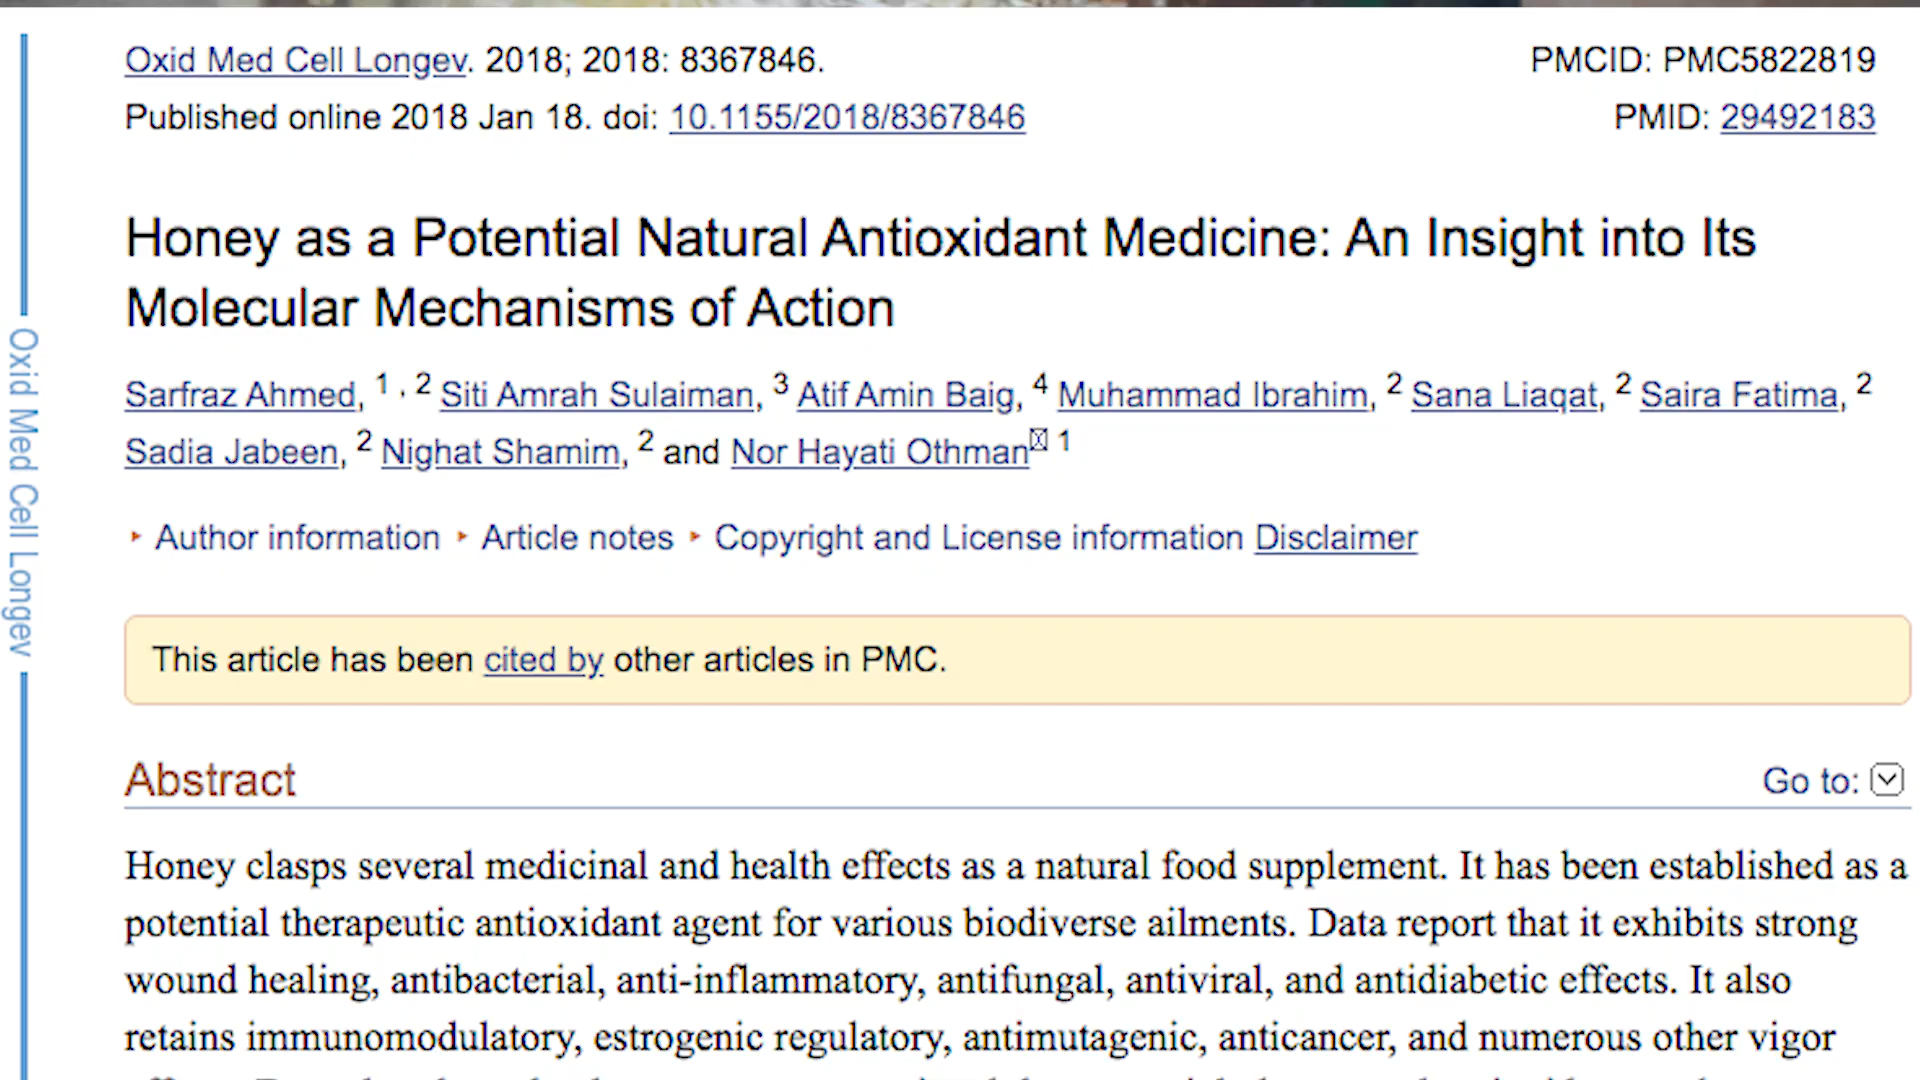 Oxid Med Cell Longev. 2018; 2018: 8367846.
PMCID: PMC5822819
Published online 2018 Jan 18. doi: 10.1155/2018/8367846
PMID: 29492183
Honey as a Potential Natural Antioxidant Medicine: An Insight into Its
Molecular Mechanisms of Action
Sarfraz Ahmed, 1 , 2 Siti Amrah Sulaiman, 3 Atif Amin Baig, 4 Muhammad Ibrahim, 2 Sana Liaqat, 2 Saira Fatima, 2
Sadia Jabeen, 2 Nighat Shamim, 2 and Nor Hayati Othman 1
Author information Article notes Copyright and License information Disclaimer
This article has been cited by other articles in PMC.
Abstract
Go to:
Honey clasps several medicinal and health effects as a natural food supplement. It has been established as a
potential therapeutic antioxidant agent for various biodiverse ailments. Data report that it exhibits strong
wound healing, antibacterial, anti-inflammatory, antifungal, antiviral, and antidiabetic effects. It also
retains immunomodulatory, estrogenic regulatory, antimutagenic, anticancer, and numerous other vigor
Oxid Med Cell Longev